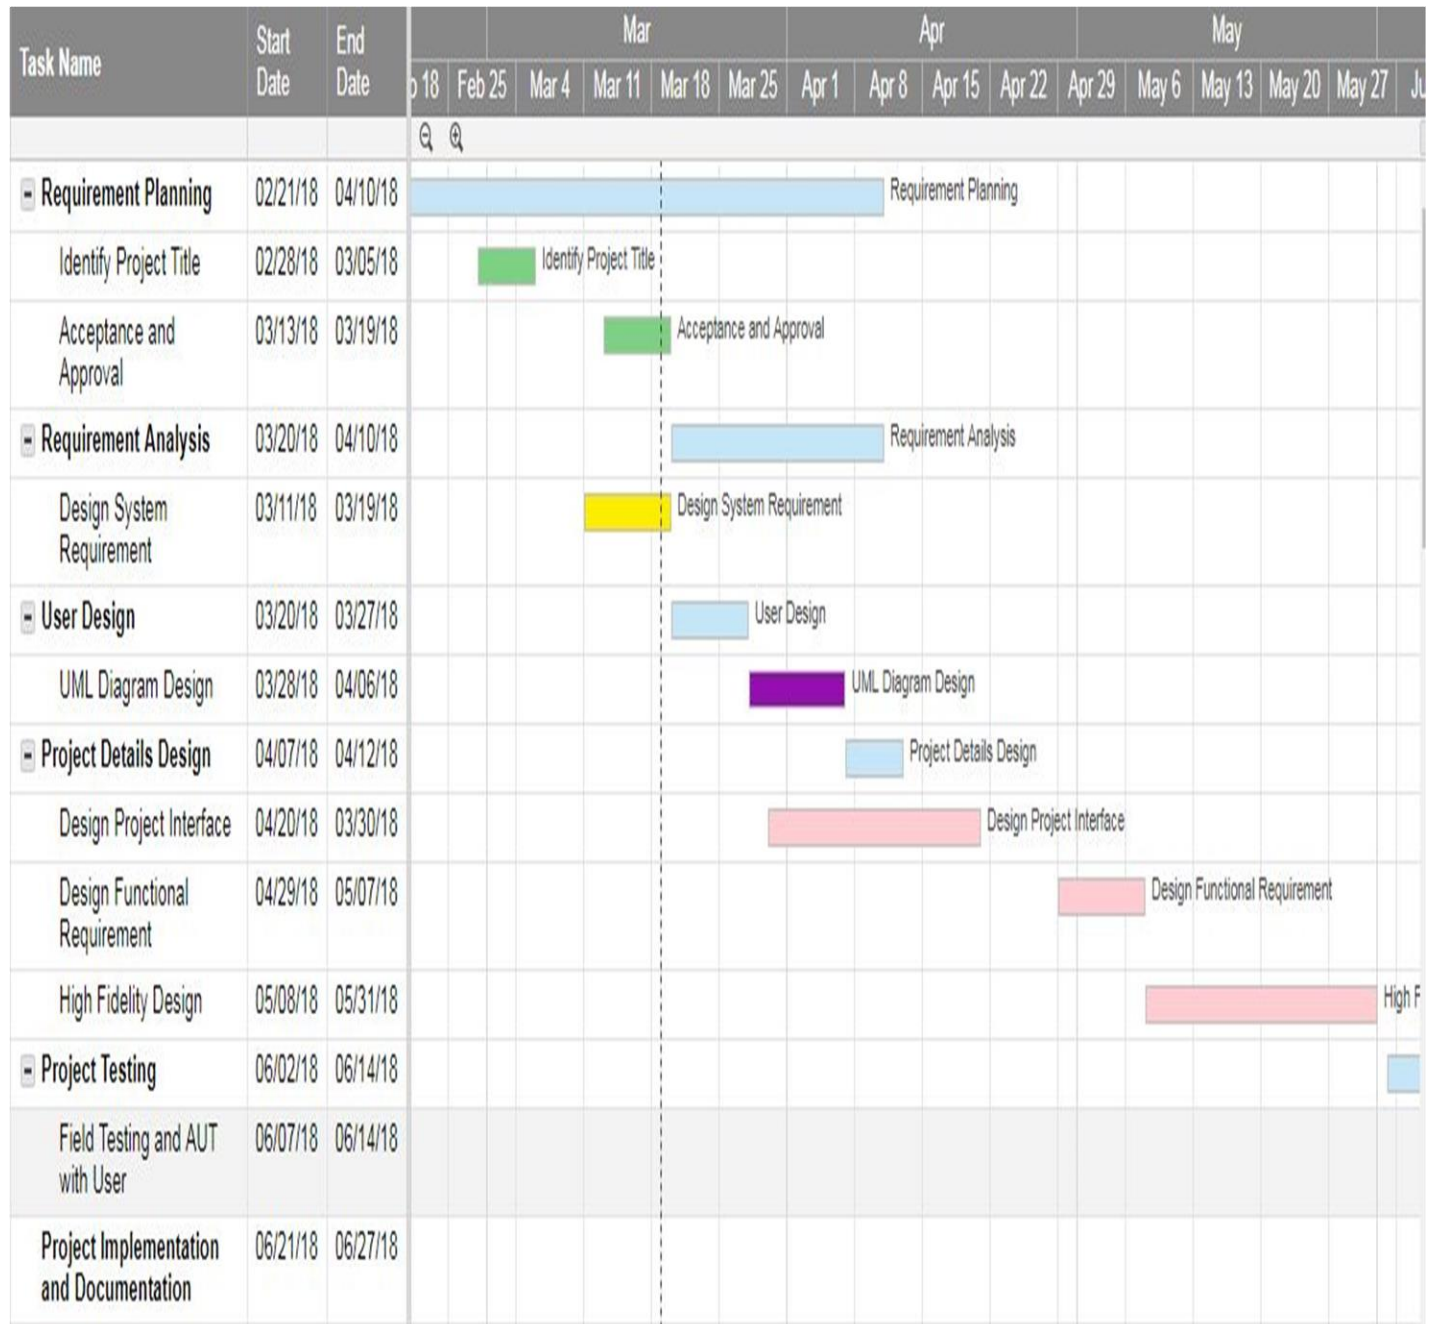 Task Name Start Date End Date
Mar Apr May
18 Feb 25 Mar 4 Mar 11 Mar 18 Mar 25 Apr 1 Apr 8 Apr 15 Apr 22 Apr 29 May 6 May 13 May 20 May 27
Requirement Planning 02/21/18 04/10/18 Requirement Planning
Identify Project Title 02/28/18 03/05/18 Identify Project Title
Acceptance and 03/13/18 03/19/18 Acceptance and Approval
Approval
Requirement Analysis 03/20/18 04/10/18 Requirement Analysis
Design System 03/11/18 03/19/18 Design System Requirement
Requirement
User Design 03/20/18 03/27/18 User Design
UML Diagram Design 03/28/18 04/06/18 UML Diagram Design
Project Details Design 04/07/18 04/12/18 Project Details Design
Design Project Interface 04/20/18 03/30/18 Design Project Interface
Design Functional 04/29/18 05/07/18 Design Functional Requirement
Requirement
High Fidelity Design 05/08/18 05/31/18 High
Project Testing 06/02/18 06/14/18
Field Testing and AUT 06/07/18 06/14/18
with User
Project Implementation 06/21/18 06/27/18
and Documentation